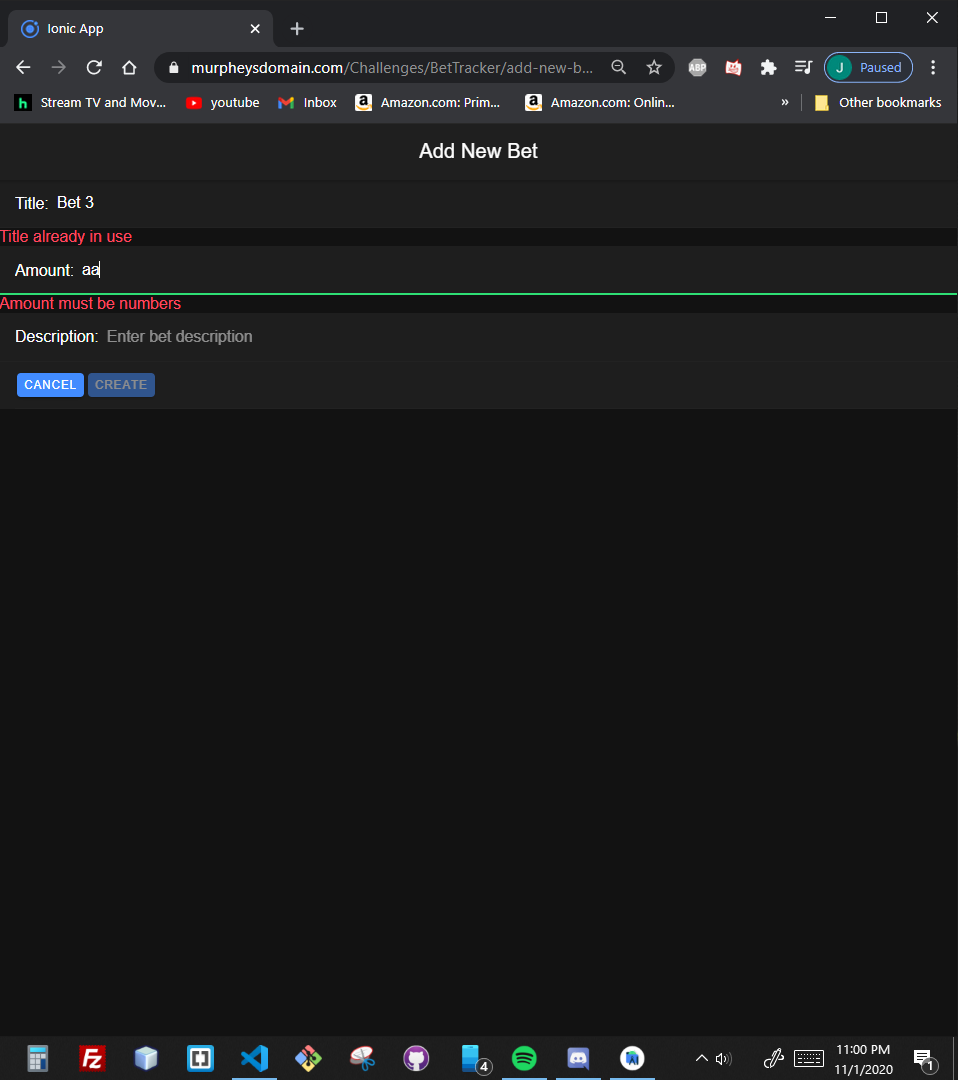 Ionic App
murpheysdomain.com/Challenges/BetTracker/add-new-b...
ABP
J Paused
h Stream TV and Mov... youtube Inbox a Amazon.com: Prim... a Amazon.com: Onlin... » Other bookmarks
Add New Bet
Title: Bet 3
Title already in use
Amount: aa
Amount must be numbers
Description: Enter bet description
CANCEL CREATE
Fz
4
11:00 PM
11/1/2020
1